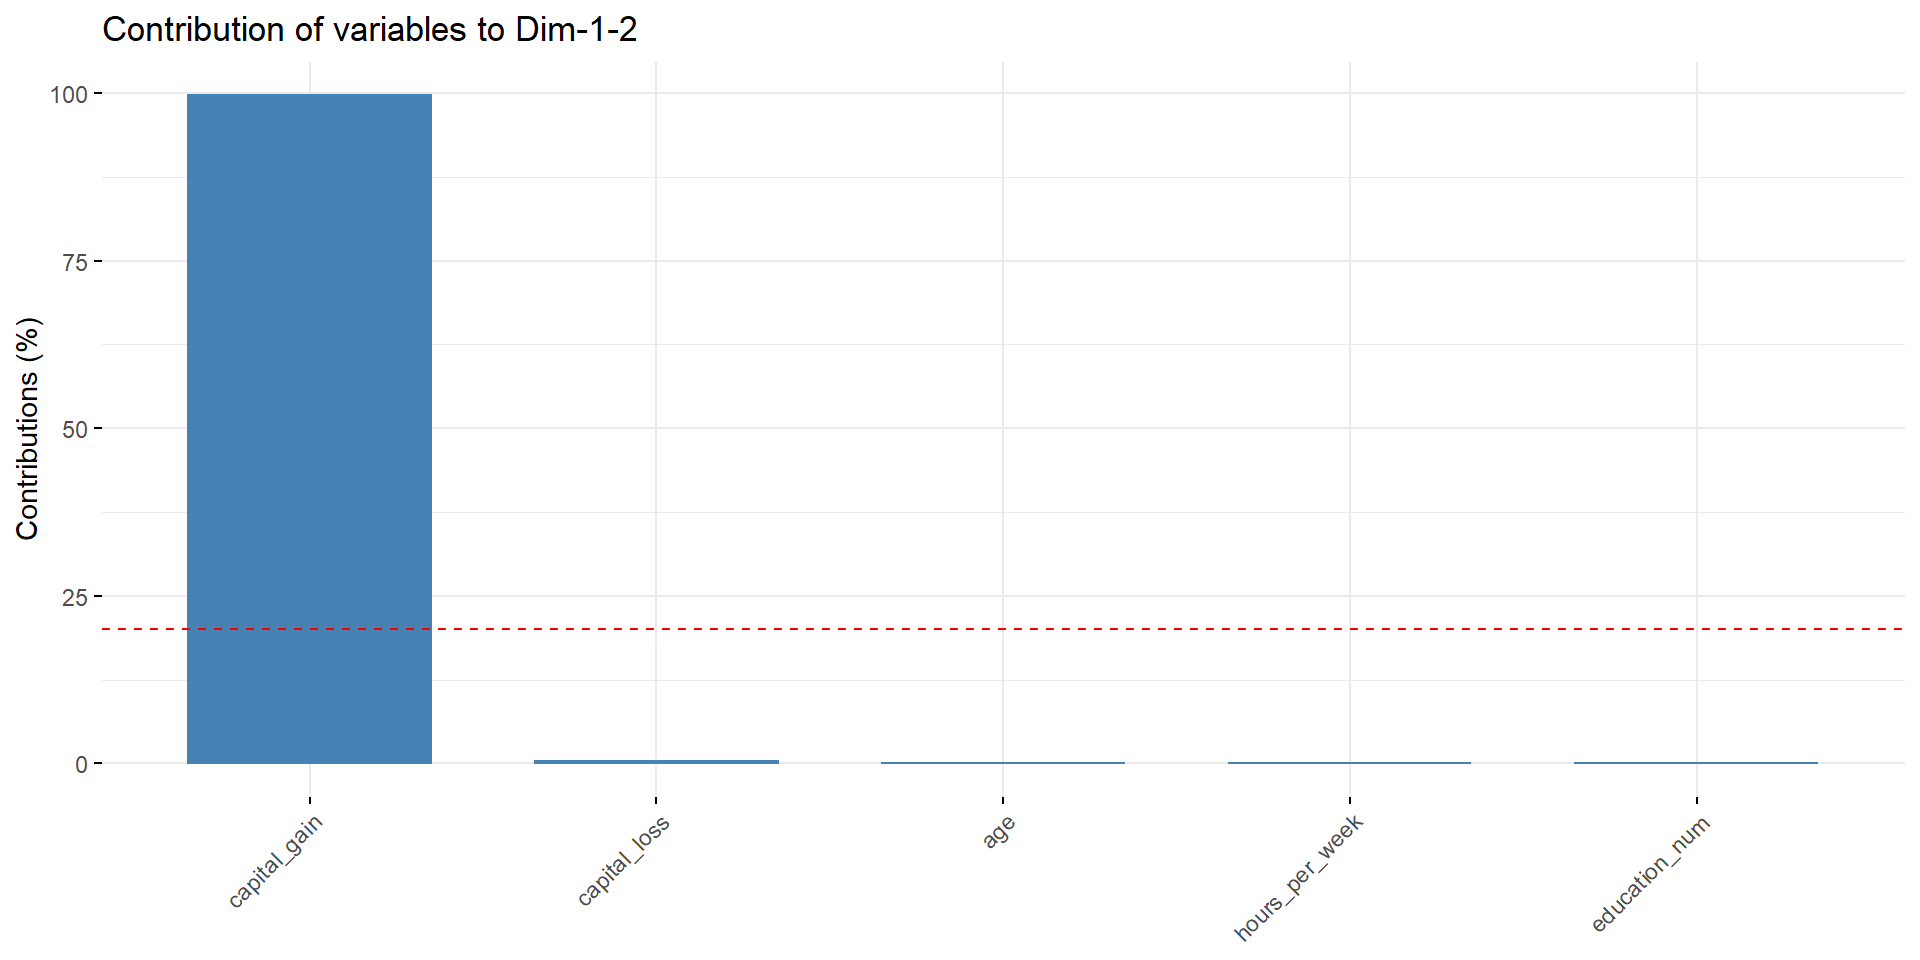 Contribution of variables to Dim-1-2
Contributions (%)
100
75
50
25
0
capital_gain
capital_loss
age
hours_per_week
education_num